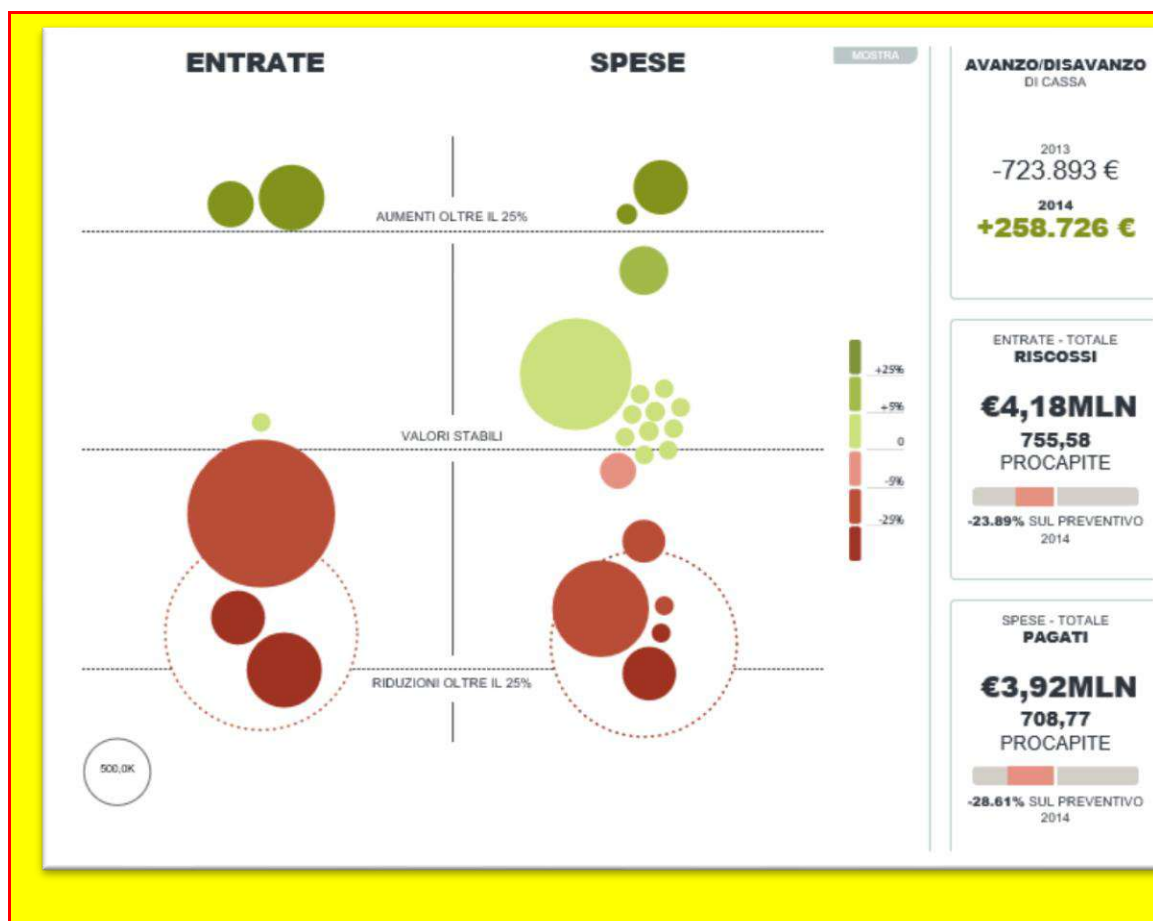 ENTRATE
SPESE
MOSTRA
AUMENTI OLTRE IL 25%
VALORI STABILI
RIDUZIONI OLTRE IL 25%
500,0K
+25%
+9%
0
-9%
-25%
AVANZO/DISAVANZO
DI CASSA
2013
-723.893 €
2014
+258.726 €
ENTRATE - TOTALE
RISCOSSI
€4,18MLN
755,58
PROCAPITE
-23.89% SUL PREVENTIVO
2014
SPESE - TOTALE
PAGATI
€3,92MLN
708,77
PROCAPITE
-28.61% SUL PREVENTIVO
2014